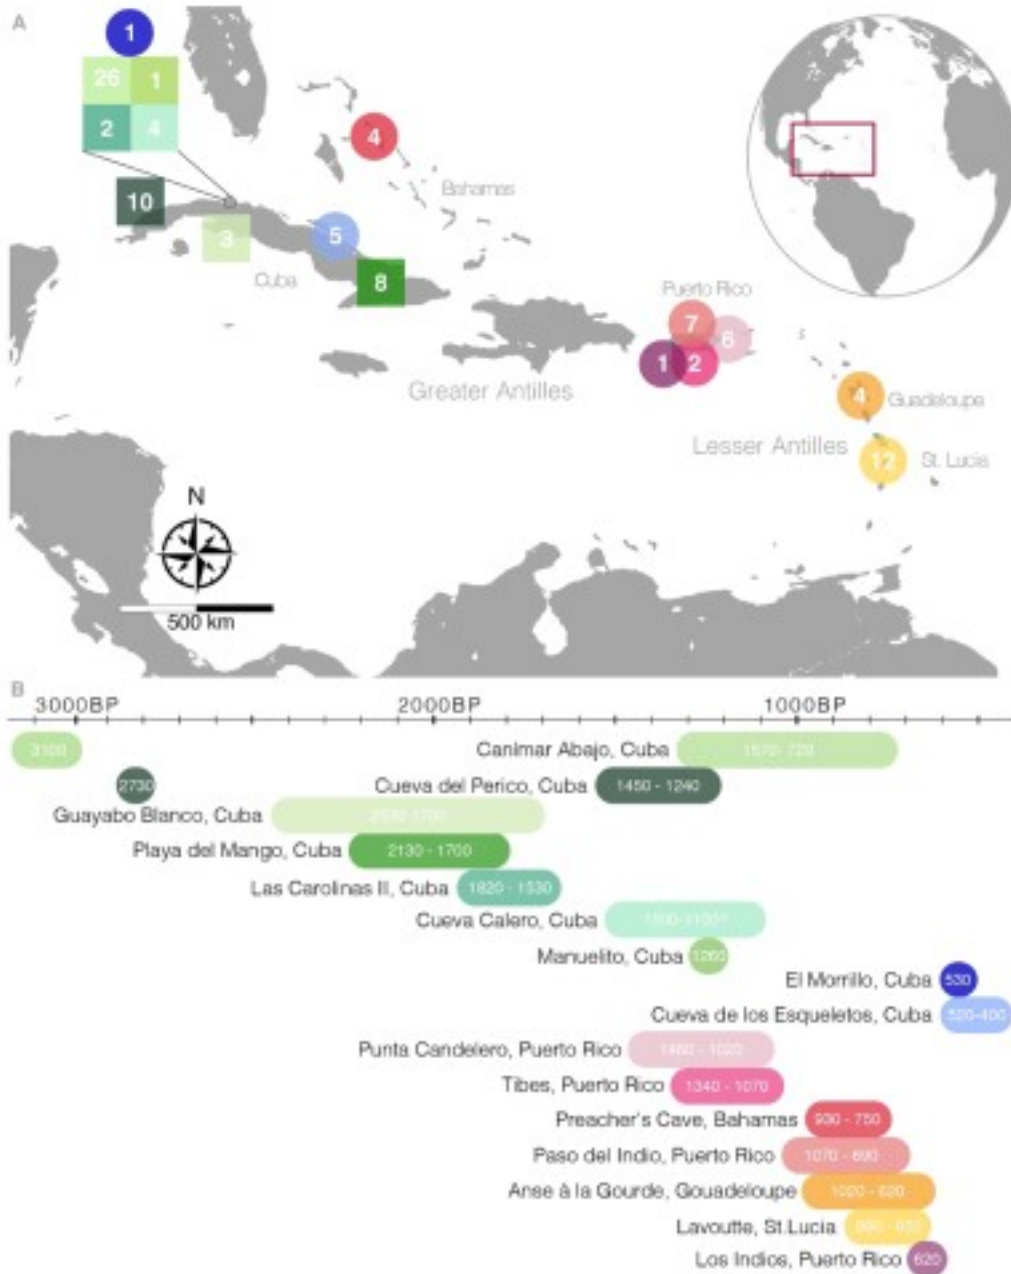 A
1
26 1
2 4
4
Bahamas
10
3
5
Cuba
8
Puerto Rico
7
6
1 2
Greater Antilles
4
Guadeloupe
Lesser Antilles
12
St. Lucia
N
500 km
B
3000BP 2000BP 1000BP
3100 Canímar Abajo, Cuba
2730 Cueva del Perico, Cuba 1450 - 1240
Guayabo Blanco, Cuba
Playa del Mango, Cuba 2130 - 1700
Las Carolinas II, Cuba 1820 - 1530
Cueva Calero, Cuba
Manuelito, Cuba 1260
El Morrillo, Cuba 530
Cueva de los Esqueletos, Cuba 520-400
Punta Candelero, Puerto Rico
Tibes, Puerto Rico 1340 - 1070
Preacher's Cave, Bahamas 930 - 750
Paso del Indio, Puerto Rico 1070 - 690
Anse à la Gourde, Gouadeloupe 1020 - 620
Lavoutte, St.Lucia
Los Indios, Puerto Rico 620